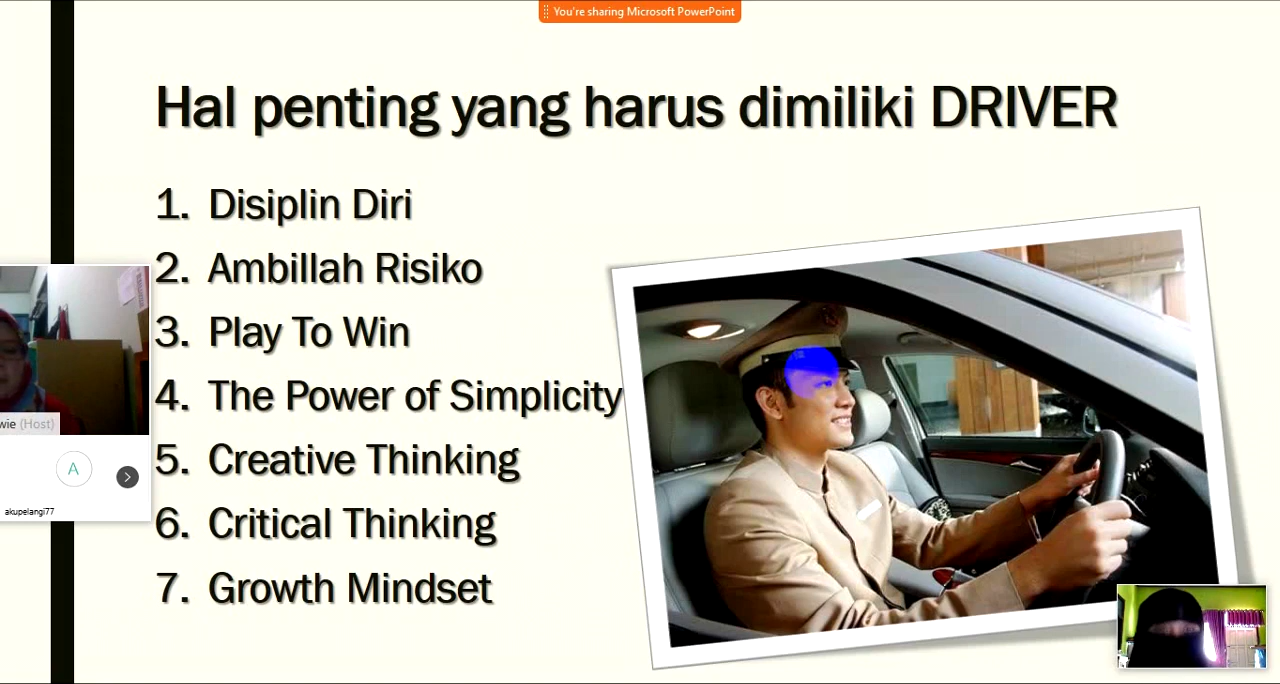 You're sharing Microsoft PowerPoint
Hal penting yang harus dimiliki DRIVER
1. Disiplin Diri
2. Ambillah Risiko
3. Play To Win
4. The Power of Simplicity
5. Creative Thinking
6. Critical Thinking
7. Growth Mindset
wie (Host)
A
akupelangi77